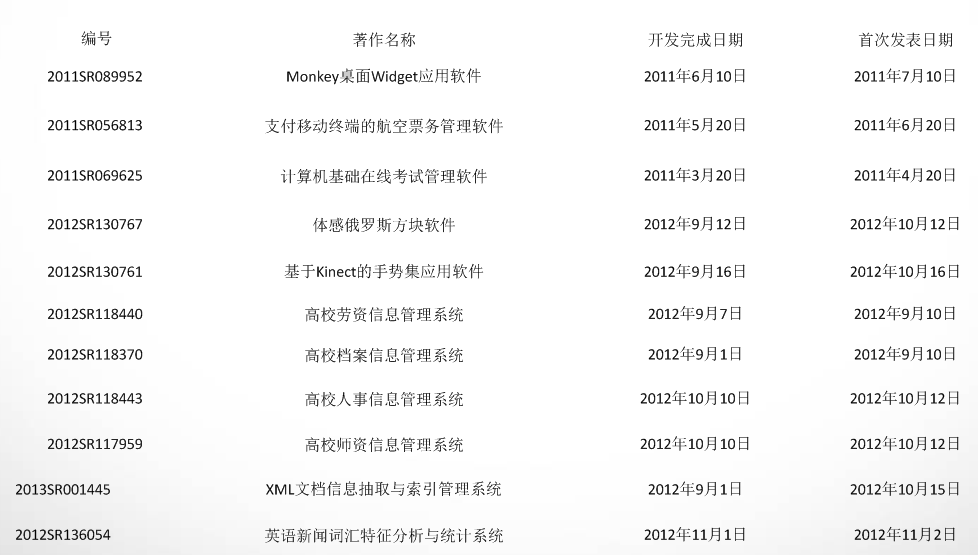 编号 著作名称 开发完成日期 首次发表日期
2011SR089952 Monkey桌面Widget应用软件 2011年6月10日 2011年7月10日
2011SR056813 支付移动终端的航空票务管理软件 2011年5月20日 2011年6月20日
2011SR069625 计算机基础在线考试管理软件 2011年3月20日 2011年4月20日
2012SR130767 体感俄罗斯方块软件 2012年9月12日 2012年10月12日
2012SR130761 基于Kinect的手势集应用软件 2012年9月16日 2012年10月16日
2012SR118440 高校劳资信息管理系统 2012年9月7日 2012年9月10日
2012SR118370 高校档案信息管理系统 2012年9月1日 2012年9月10日
2012SR118443 高校人事信息管理系统 2012年10月10日 2012年10月12日
2012SR117959 高校师资信息管理系统 2012年10月10日 2012年10月12日
2013SR001445 XML文档信息抽取与索引管理系统 2012年9月1日 2012年10月15日
2012SR136054 英语新闻词汇特征分析与统计系统 2012年11月1日 2012年11月2日